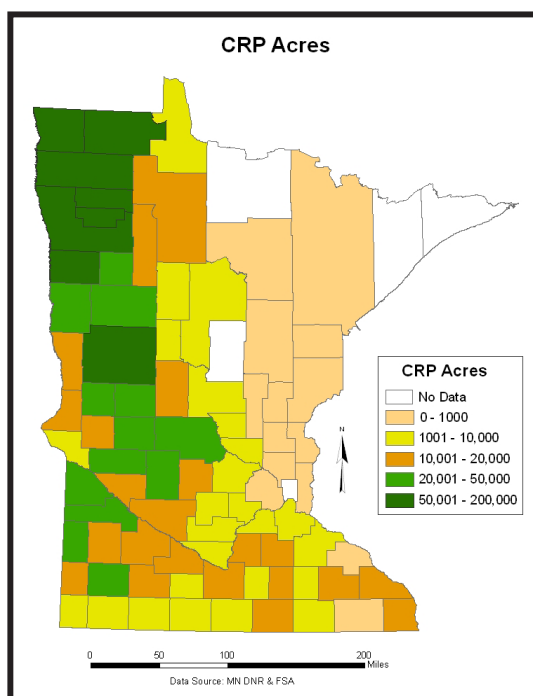 CRP Acres
CRP Acres
No Data
0 - 1000
1001 - 10,000
10,001 - 20,000
20,001 - 50,000
50,001 - 200,000
N
0 50 100 200
Miles
Data Source: MN DNR & FSA